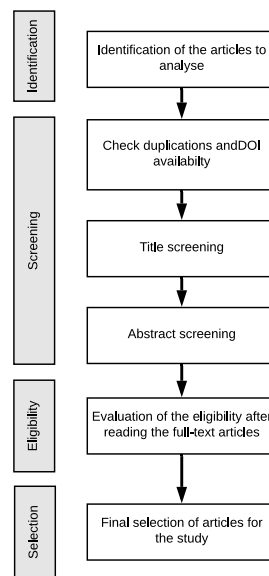 Identification
Identification of the articles to
analyse
Screening
Check duplications andDOI
availabilty
Title screening
Abstract screening
Eligibility
Evaluation of the eligibility after
reading the full-text articles
Selection
Final selection of articles for
the study